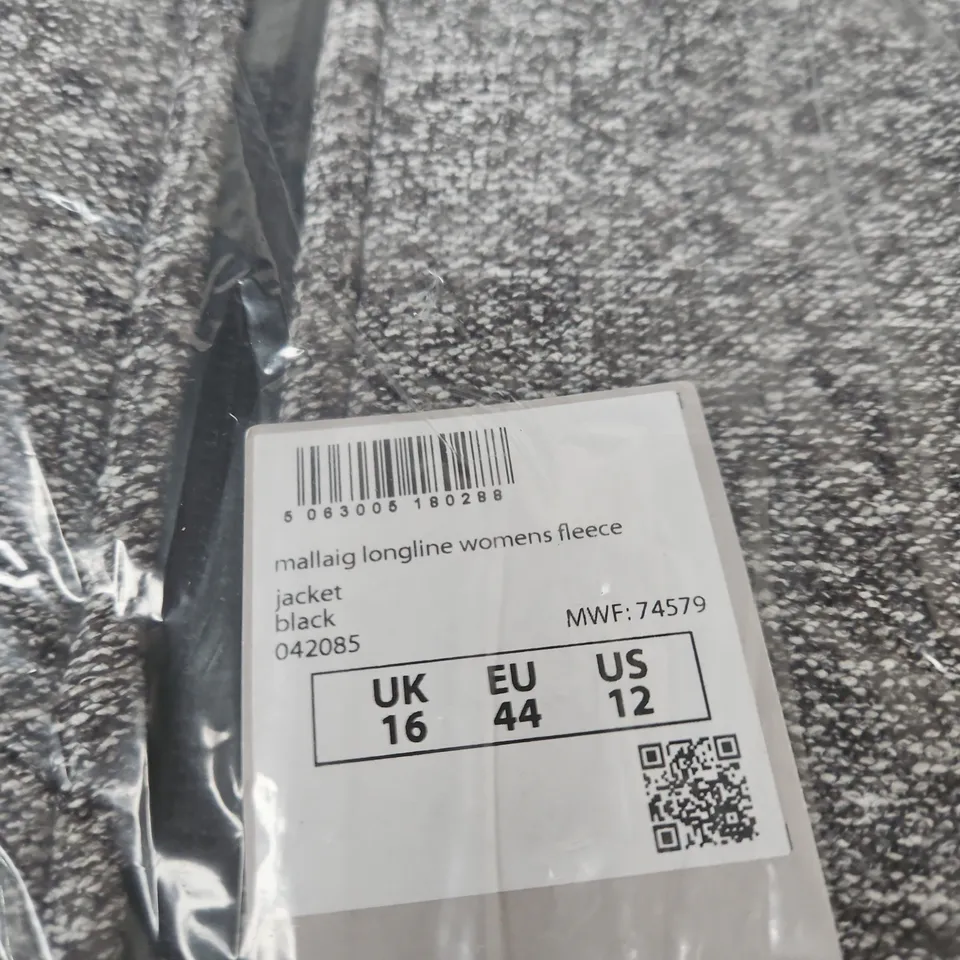 5 063005 180288
mallaig longline womens fleece
jacket
black
042085
MWF: 74579
UK EU US
16 44 12